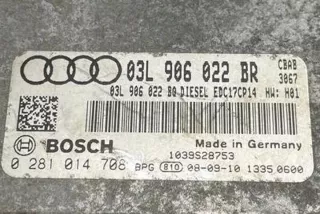 03L 906 022 BR CBAB
3067
03L 906 022 BQ DIESEL EDC17CP14 HW: H01
BOSCH Made in Germany
1039S28753
0 281 014 708 BPG 810 08-09-10 1335 0600